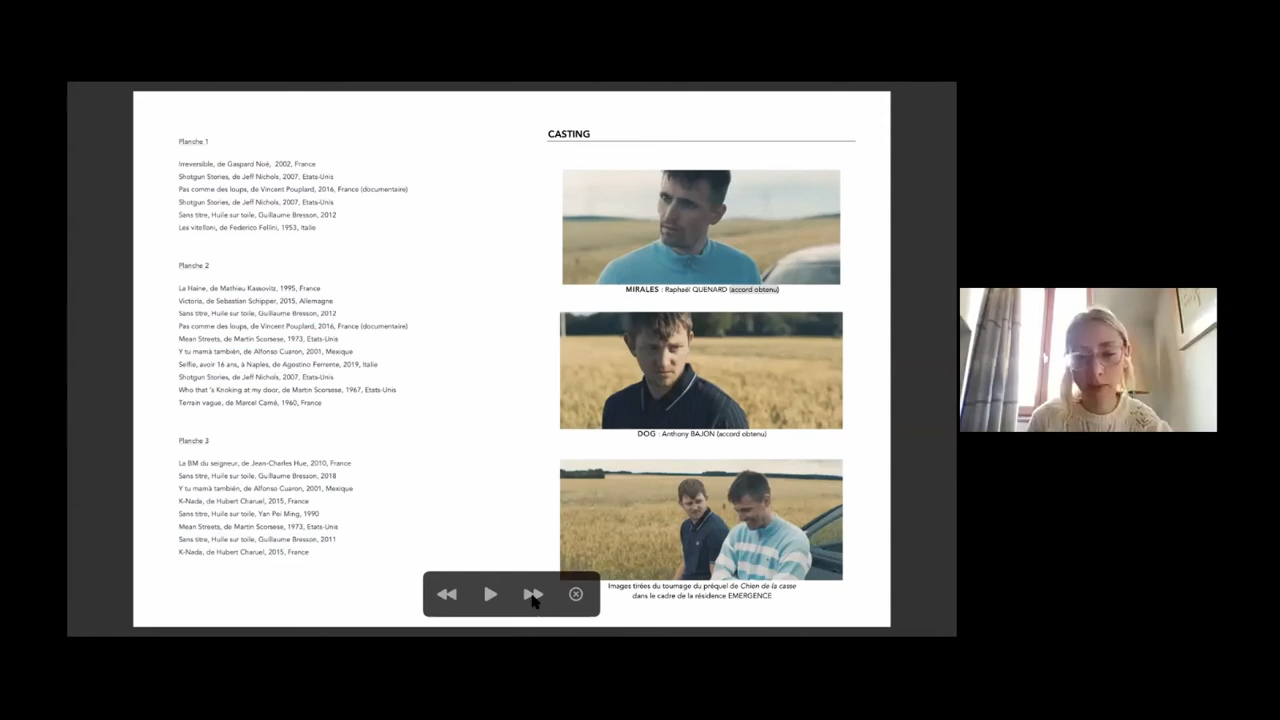 Planche 1
Irreversible, de Gaspard Noé, 2002, France
Shotgun Stories, de Jeff Nichols, 2007, Etats-Unis
Pas comme des loups, de Vincent Pouplard, 2016, France (documentaire)
Shotgun Stories, de Jeff Nichols, 2007, Etats-Unis
Sans titre, Huile sur toile, Guillaume Bresson, 2012
Les vitelloni, de Federico Fellini, 1953, Italie
Planche 2
La Haine, de Mathieu Kassovitz, 1995, France
Victoria, de Sebastian Schipper, 2015, Allemagne
Sans titre, Huile sur toile, Guillaume Bresson, 2012
Pas comme des loups, de Vincent Pouplard, 2016, France (documentaire)
Mean Streets, de Martin Scorsese, 1973, Etats-Unis
Y tu mamà también, de Alfonso Cuaron, 2001, Mexique
Selfie, avoir 16 ans, à Naples, de Agostino Ferrente, 2019, Italie
Shotgun Stories, de Jeff Nichols, 2007, Etats-Unis
Who that 's Knoking at my door, de Martin Scorsese, 1967, Etats-Unis
Terrain vague, de Marcel Carné, 1960, France
Planche 3
La BM du seigneur, de Jean-Charles Hue, 2010, France
Sans titre, Huile sur toile, Guillaume Bresson, 2018
Y tu mamà también, de Alfonso Cuaron, 2001, Mexique
K-Nada, de Hubert Charuel, 2015, France
Sans titre, Huile sur toile, Yan Pei Ming, 1990
Mean Streets, de Martin Scorsese, 1973, Etats-Unis
Sans titre, Huile sur toile, Guillaume Bresson, 2011
K-Nada, de Hubert Charuel, 2015, France
CASTING
MIRALES : Raphaël QUENARD (accord obtenu)
DOG : Anthony BAJON (accord obtenu)
Images tirées du tournage du préquel de Chien de la casse
dans le cadre de la résidence EMERGENCE